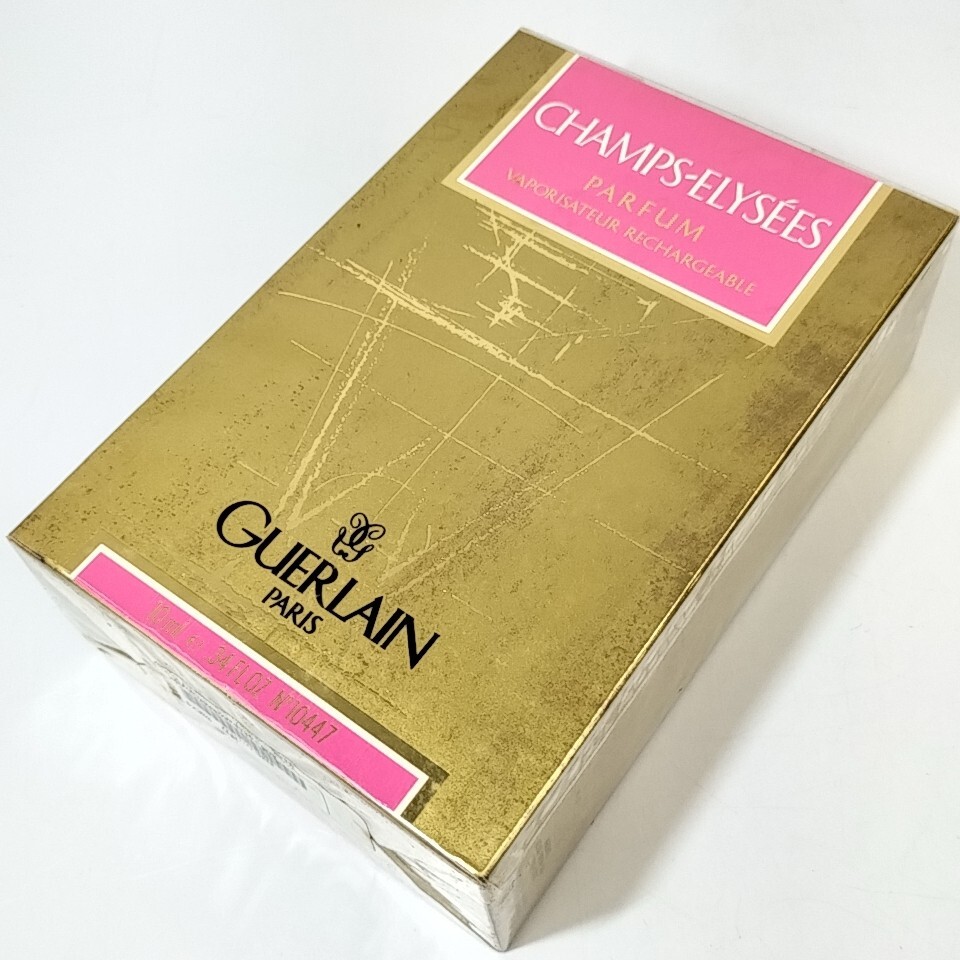 CHAMPS-ELYSÉES
PARFUM
VAPORISATEUR RECHARGEABLE
GUERLAIN
PARIS
10 ml ℮ .34 FL.OZ N°10447